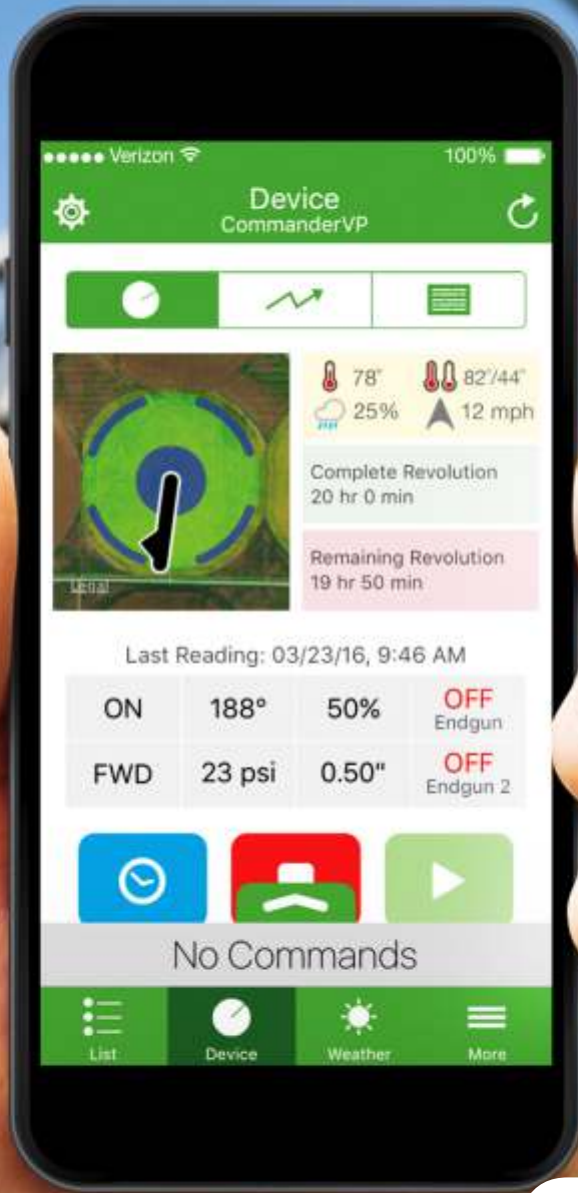 Verizon 100%
Device
CommanderVP
78° 82°/44°
25% 12 mph
Complete Revolution
20 hr 0 min
Remaining Revolution
19 hr 50 min
Legal
Last Reading: 03/23/16, 9:46 AM
ON 188° 50% OFF
Endgun
FWD 23 psi 0.50" OFF
Endgun 2
No Commands
List Device Weather More